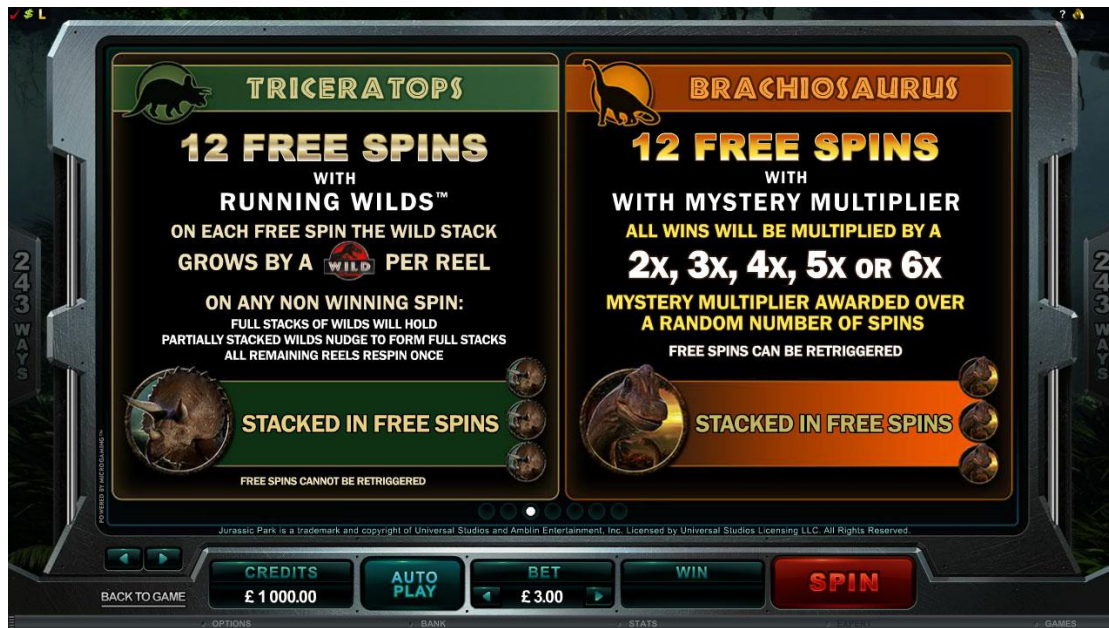 $ L
?
TRICERATOPS
12 FREE SPINS
WITH
RUNNING WILDS™
ON EACH FREE SPIN THE WILD STACK
GROWS BY A WILD PER REEL
ON ANY NON WINNING SPIN:
FULL STACKS OF WILDS WILL HOLD
PARTIALLY STACKED WILDS NUDGE TO FORM FULL STACKS
ALL REMAINING REELS RESPIN ONCE
STACKED IN FREE SPINS
FREE SPINS CANNOT BE RETRIGGERED
BRACHIOSAURUS
12 FREE SPINS
WITH
WITH MYSTERY MULTIPLIER
ALL WINS WILL BE MULTIPLIED BY A
2X, 3X, 4X, 5X OR 6X
MYSTERY MULTIPLIER AWARDED OVER
A RANDOM NUMBER OF SPINS
FREE SPINS CAN BE RETRIGGERED
STACKED IN FREE SPINS
243 WAYS
243 WAYS
POWERED BY MICROGAMING™
Jurassic Park is a trademark and copyright of Universal Studios and Amblin Entertainment, Inc. Licensed by Universal Studios Licensing LLC. All Rights Reserved.
BACK TO GAME
CREDITS
£1 000.00
AUTO
PLAY
BET
£3.00
WIN
SPIN
OPTIONS
BANK
STATS
EXPERT
GAMES